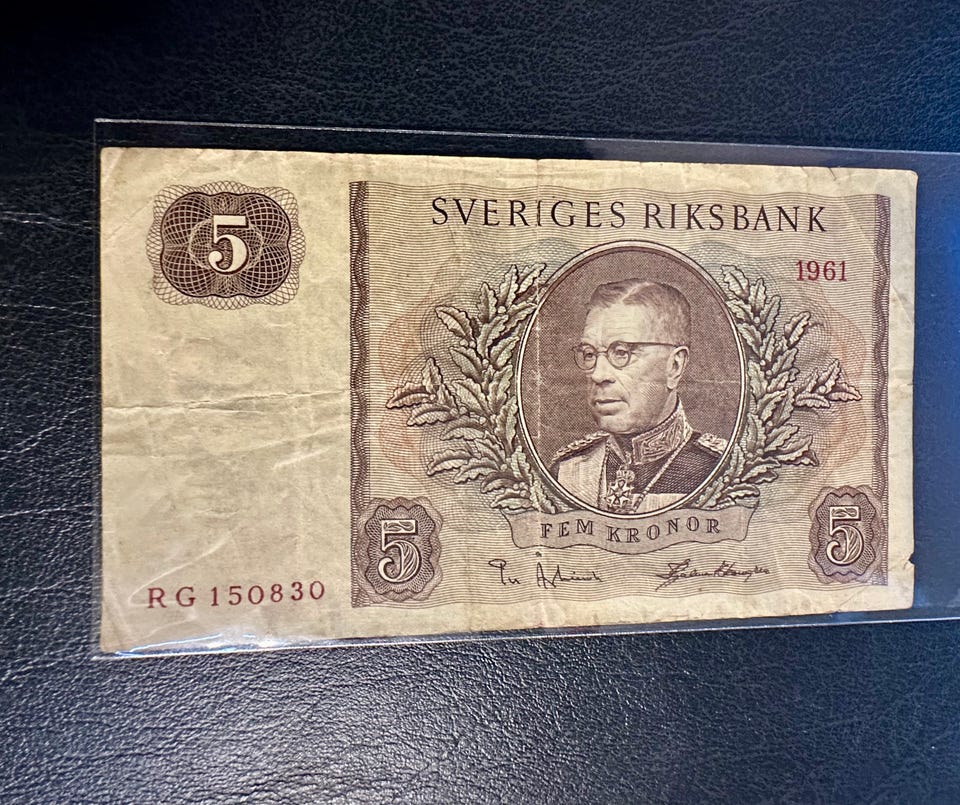 5
SVERIGES RIKSBANK
1961
FEM KRONOR
5
5
RG 150830